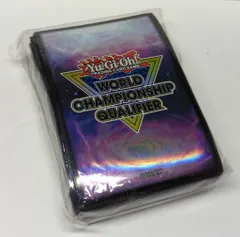 Yu-Gi-Oh!
TRADING CARD GAME
WORLD
CHAMPIONSHIP
QUALIFIER